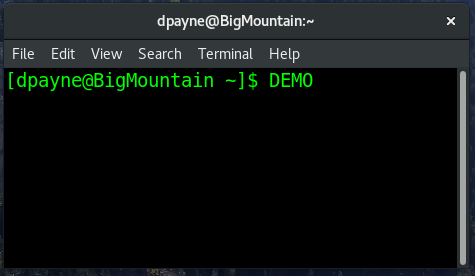 dpayne@BigMountain:~
File Edit View Search Terminal Help
[dpayne@BigMountain ~]$ DEMO